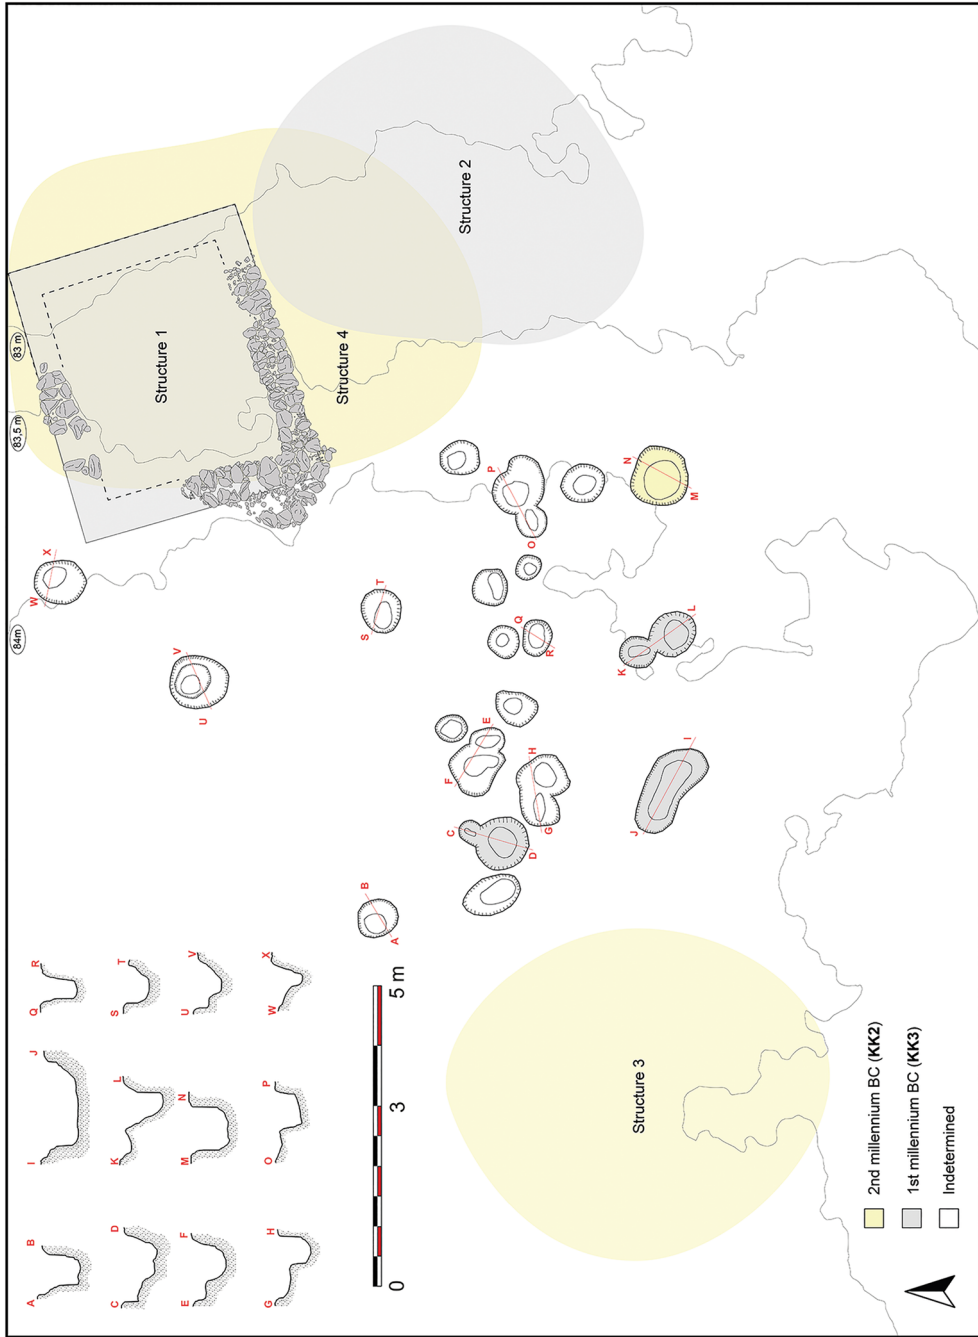 83 m
83,5 m
84m
Structure 1
Structure 4
Structure 2
Structure 3
W
X
U
V
S
T
A
B
C
D
E
F
G
H
Q
R
O
P
N
M
K
L
I
J
A
B
C
D
E
F
G
H
I
J
K
L
M
N
O
P
Q
R
S
T
U
V
W
X
0
3
5 m
2nd millennium BC (KK2)
1st millennium BC (KK3)
Indetermined